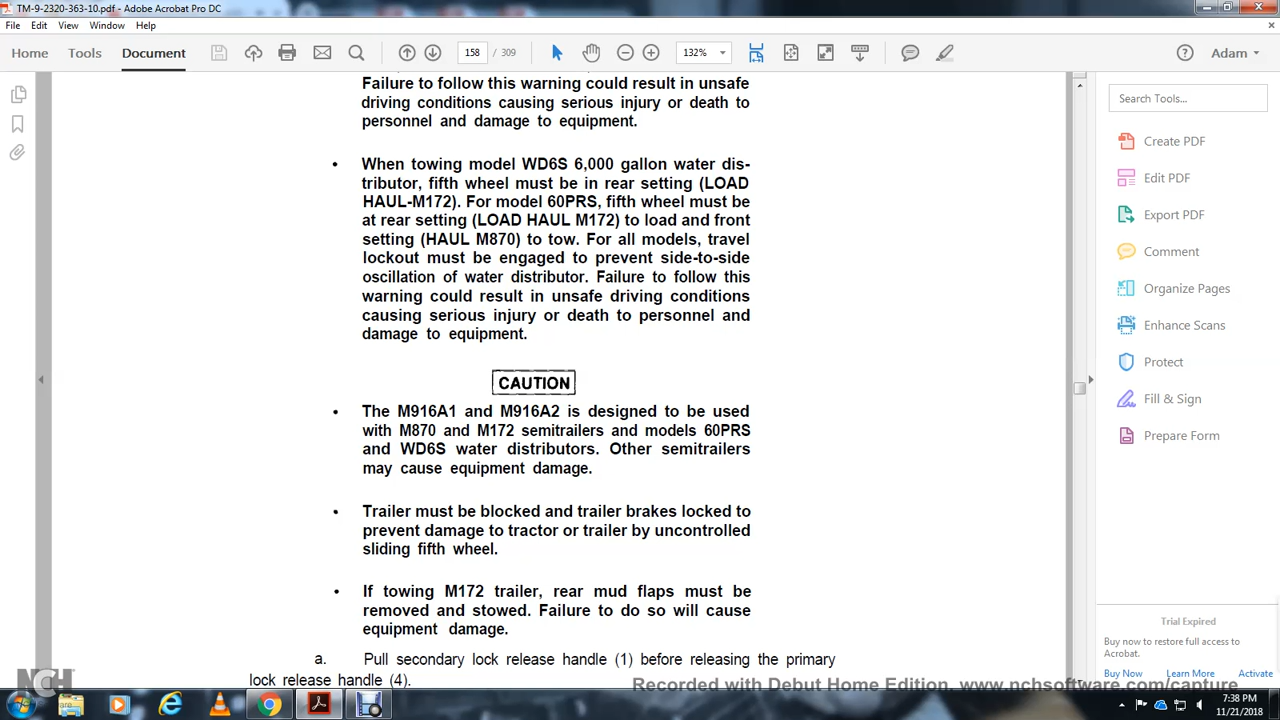 TM-9-2320-363-10.pdf - Adobe Acrobat Pro DC
File Edit View Window Help
Home Tools Document 158 / 309 132% Adam
Failure to follow this warning could result in unsafe
driving conditions causing serious injury or death to
personnel and damage to equipment.
• When towing model WD6S 6,000 gallon water dis-
tributor, fifth wheel must be in rear setting (LOAD
HAUL-M172). For model 60PRS, fifth wheel must be
at rear setting (LOAD HAUL M172) to load and front
setting (HAUL M870) to tow. For all models, travel
lockout must be engaged to prevent side-to-side
oscillation of water distributor. Failure to follow this
warning could result in unsafe driving conditions
causing serious injury or death to personnel and
damage to equipment.
CAUTION
• The M916A1 and M916A2 is designed to be used
with M870 and M172 semitrailers and models 60PRS
and WD6S water distributors. Other semitrailers
may cause equipment damage.
• Trailer must be blocked and trailer brakes locked to
prevent damage to tractor or trailer by uncontrolled
sliding fifth wheel.
• If towing M172 trailer, rear mud flaps must be
removed and stowed. Failure to do so will cause
equipment damage.
a. Pull secondary lock release handle (1) before releasing the primary
lock release handle (4).
Search Tools...
Create PDF
Edit PDF
Export PDF
Comment
Organize Pages
Enhance Scans
Protect
Fill & Sign
Prepare Form
Trial Expired
Buy now to restore full access to
Acrobat.
Buy Now Learn More Activate
NCH
Recorded with Debut Home Edition. www.nchsoftware.com/capture
7:38 PM
11/21/2018